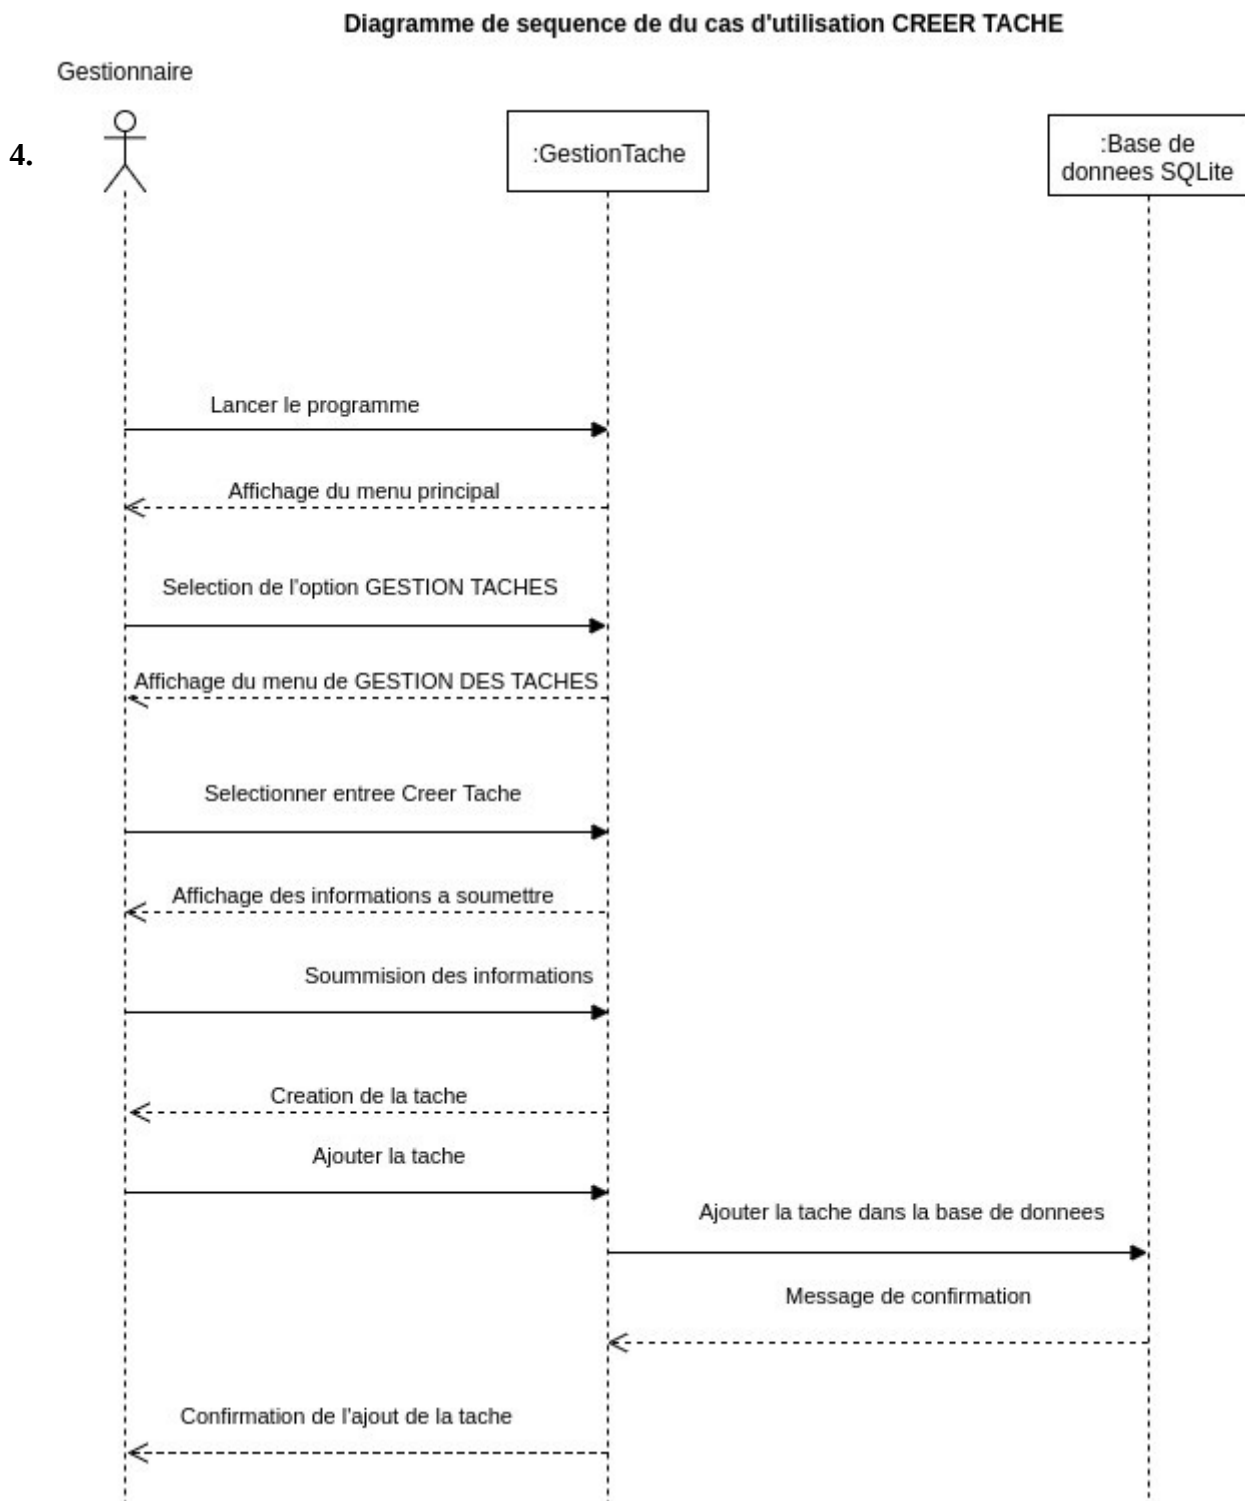 Diagramme de sequence de du cas d'utilisation CREER TACHE
Gestionnaire
4.
:GestionTache
:Base de
donnees SQLite
Lancer le programme
Affichage du menu principal
Selection de l'option GESTION TACHES
Affichage du menu de GESTION DES TACHES
Selectionner entree Creer Tache
Affichage des informations a soumettre
Soummision des informations
Creation de la tache
Ajouter la tache
Ajouter la tache dans la base de donnees
Message de confirmation
Confirmation de l'ajout de la tache